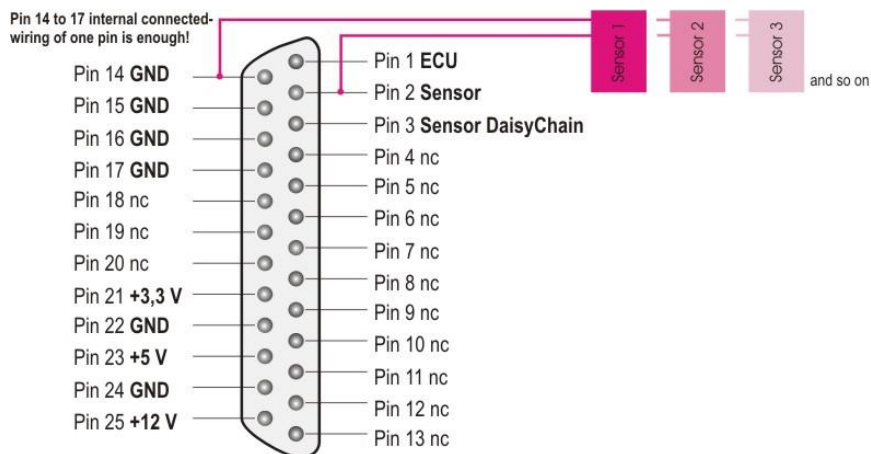 Pin 14 to 17 internal connected-
wiring of one pin is enough!
Pin 14 GND
Pin 15 GND
Pin 16 GND
Pin 17 GND
Pin 18 nc
Pin 19 nc
Pin 20 nc
Pin 21 +3,3 V
Pin 22 GND
Pin 23 +5 V
Pin 24 GND
Pin 25 +12 V
Pin 1 ECU
Pin 2 Sensor
Pin 3 Sensor DaisyChain
Pin 4 nc
Pin 5 nc
Pin 6 nc
Pin 7 nc
Pin 8 nc
Pin 9 nc
Pin 10 nc
Pin 11 nc
Pin 12 nc
Pin 13 nc
Sensor 1
Sensor 2
Sensor 3
and so on